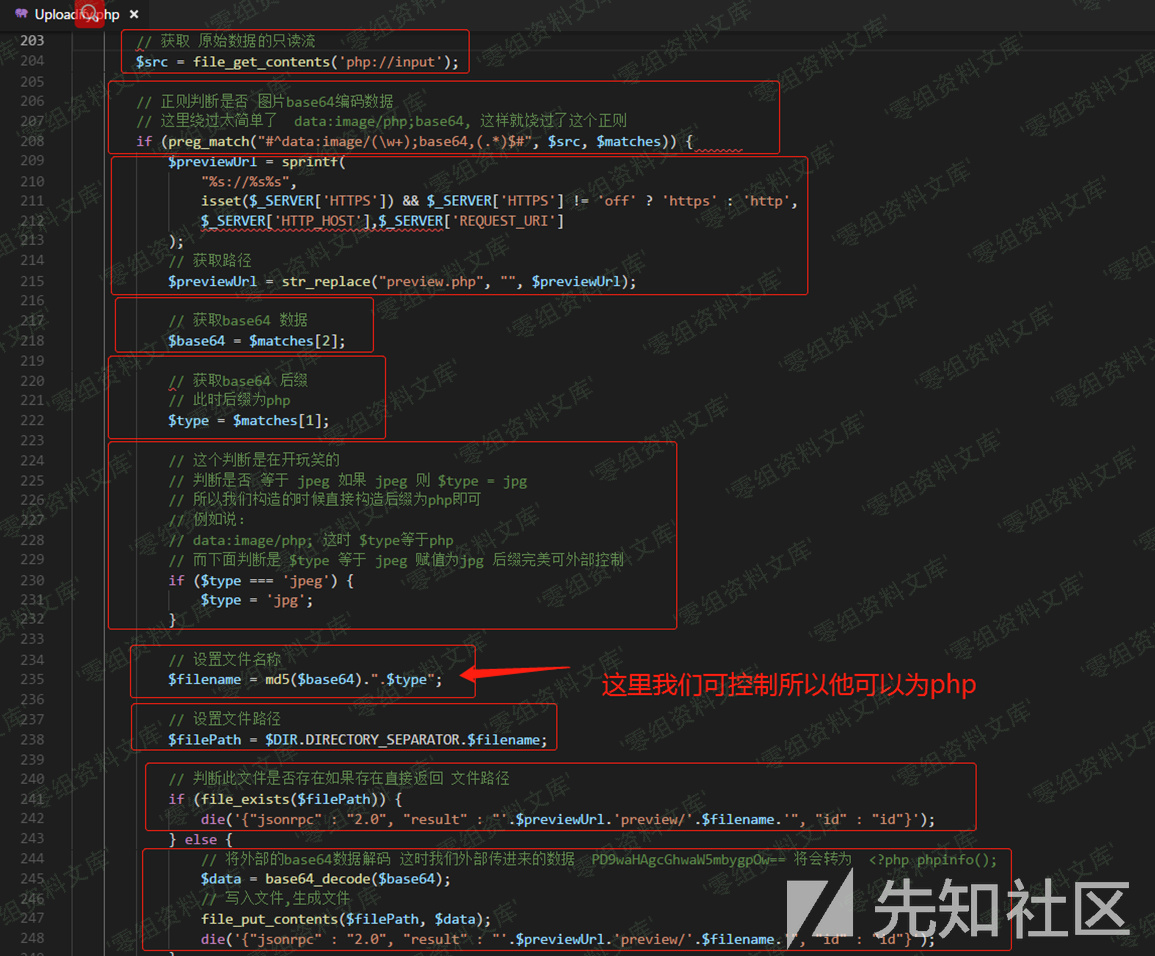 Uploadify.php ×
203 // 获取 原始数据的只读流
204 $src = file_get_contents('php://input');
205
206 // 正则判断是否 图片base64编码数据
207 // 这里绕过太简单了 data:image/php;base64, 这样就饶过了这个正则
208 if (preg_match("#^data:image/(\w+);base64,(.*)$#", $src, $matches)) {
209 $previewUrl = sprintf(
210 "%s://%s%s",
211 isset($_SERVER['HTTPS']) && $_SERVER['HTTPS'] != 'off' ? 'https' : 'http',
212 $_SERVER['HTTP_HOST'],$_SERVER['REQUEST_URI']
213 );
214 // 获取路径
215 $previewUrl = str_replace("preview.php", "", $previewUrl);
216
217 // 获取base64 数据
218 $base64 = $matches[2];
219
220 // 获取base64 后缀
221 // 此时后缀为php
222 $type = $matches[1];
223
224 // 这个判断是在开玩笑的
225 // 判断是否 等于 jpeg 如果 jpeg 则 $type = jpg
226 // 所以我们构造的时候直接构造后缀为php即可
227 // 例如说：
228 // data:image/php; 这时 $type等于php
229 // 而下面判断是 $type 等于 jpeg 赋值为jpg 后缀完美可外部控制
230 if ($type === 'jpeg') {
231 $type = 'jpg';
232 }
233
234 // 设置文件名称
235 $filename = md5($base64).".$type";
这里我们可控制所以他可以为php
236
237 // 设置文件路径
238 $filePath = $DIR.DIRECTORY_SEPARATOR.$filename;
239
240 // 判断此文件是否存在如果存在直接返回 文件路径
241 if (file_exists($filePath)) {
242 die('{"jsonrpc" : "2.0", "result" : "'.$previewUrl.'preview/'.$filename.'", "id" : "id"}');
243 } else {
244 // 将外部的base64数据解码 这时我们外部传进来的数据 PD9waHAgcGhwaW5mbygpOw== 将会转为 <?php phpinfo();
245 $data = base64_decode($base64);
246 // 写入文件,生成文件
247 file_put_contents($filePath, $data);
248 die('{"jsonrpc" : "2.0", "result" : "'.$previewUrl.'preview/'.$filename.'", "id" : "id"}');
先知社区
'零组资料文库'